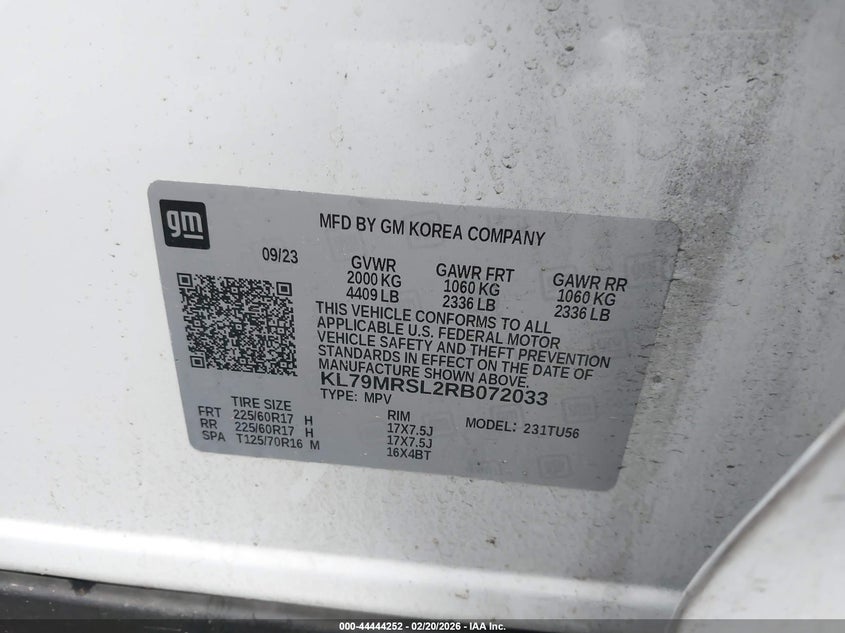 gm
MFD BY GM KOREA COMPANY
09/23
GVWR GAWR FRT GAWR RR
2000 KG 1060 KG 1060 KG
4409 LB 2336 LB 2336 LB
THIS VEHICLE CONFORMS TO ALL
APPLICABLE U.S. FEDERAL MOTOR
VEHICLE SAFETY AND THEFT PREVENTION
STANDARDS IN EFFECT ON THE DATE OF
MANUFACTURE SHOWN ABOVE.
KL79MRSL2RB072033
TYPE: MPV
TIRE SIZE RIM MODEL: 231TU56
FRT 225/60R17 H 17X7.5J
RR 225/60R17 H 17X7.5J
SPA T125/70R16 M 16X4BT
000-44444252 - 02/20/2026 - IAA Inc.